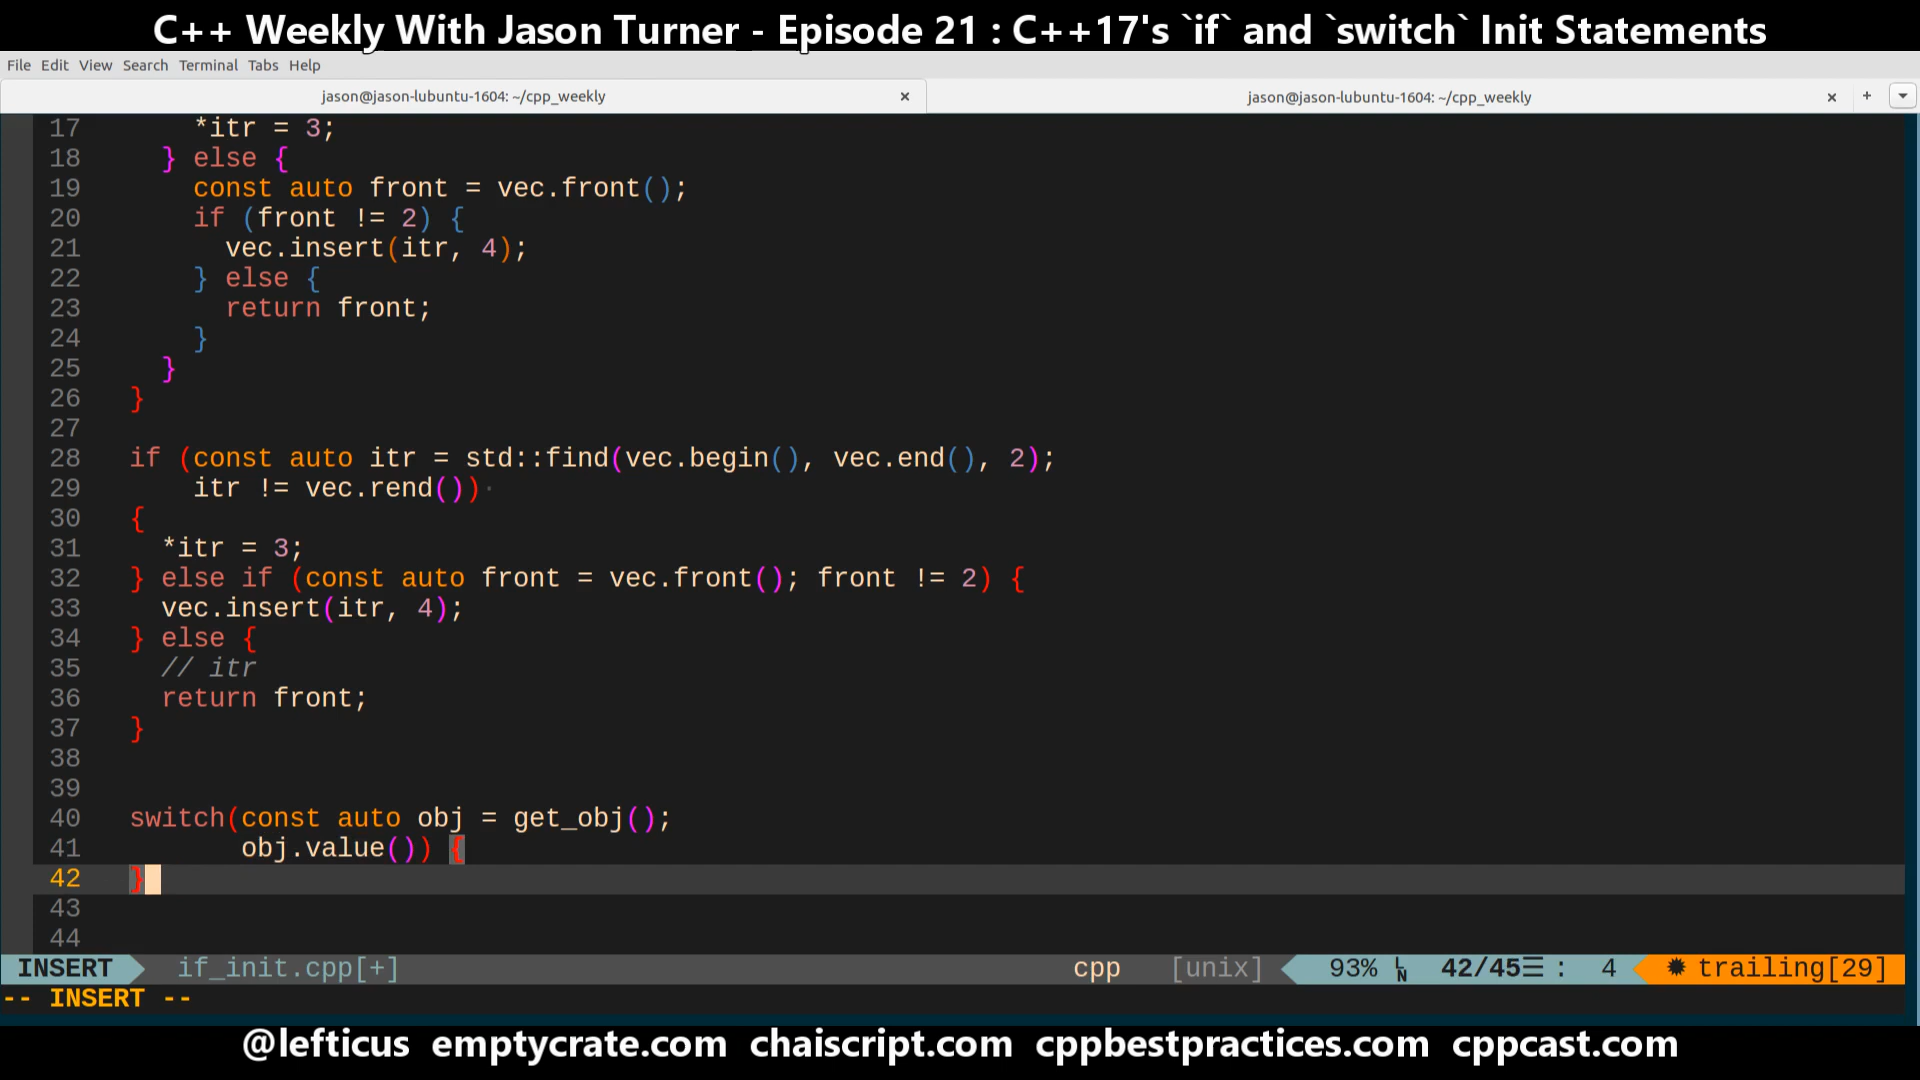 C++ Weekly With Jason Turner - Episode 21 : C++17's `if` and `switch` Init Statements
File Edit View Search Terminal Tabs Help
jason@jason-lubuntu-1604: ~/cpp_weekly × jason@jason-lubuntu-1604: ~/cpp_weekly × +
17       *itr = 3;
18     } else {
19       const auto front = vec.front();
20       if (front != 2) {
21         vec.insert(itr, 4);
22       } else {
23         return front;
24       }
25     }
26   }
27
28   if (const auto itr = std::find(vec.begin(), vec.end(), 2);
29       itr != vec.rend())·
30   {
31     *itr = 3;
32   } else if (const auto front = vec.front(); front != 2) {
33     vec.insert(itr, 4);
34   } else {
35     // itr
36     return front;
37   }
38
39
40   switch(const auto obj = get_obj();
41          obj.value()) {
42   }
43
44
INSERT if_init.cpp[+] cpp [unix] 93% LN 42/45☰ : 4 ✹ trailing[29]
-- INSERT --
@lefticus emptycrate.com chaiscript.com cppbestpractices.com cppcast.com